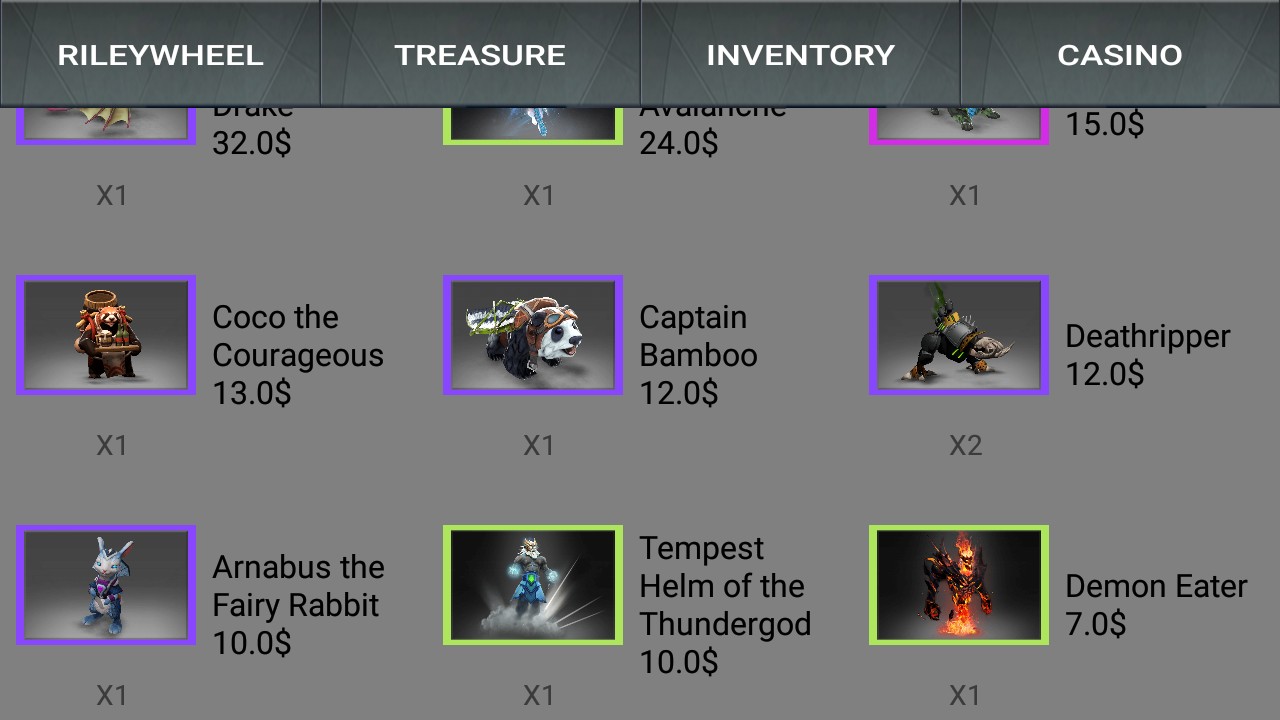 RILEYWHEEL
TREASURE
INVENTORY
CASINO
Drake
32.0$
X1
Avalanche
24.0$
X1
15.0$
X1
Coco the
Courageous
13.0$
X1
Captain
Bamboo
12.0$
X1
Deathripper
12.0$
X2
Arnabus the
Fairy Rabbit
10.0$
X1
Tempest
Helm of the
Thundergod
10.0$
X1
Demon Eater
7.0$
X1